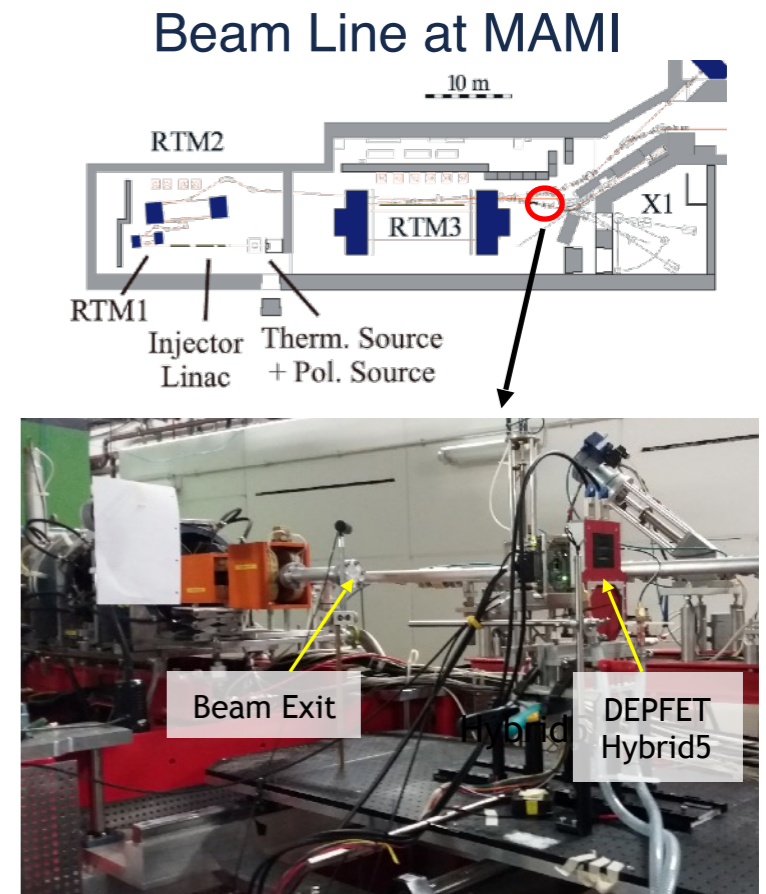 Beam Line at MAMI
10 m
RTM2
RTM3
X1
RTM1
Injector
Linac
Therm. Source
+ Pol. Source
Beam Exit
Hybrid
DEPFET
Hybrid5